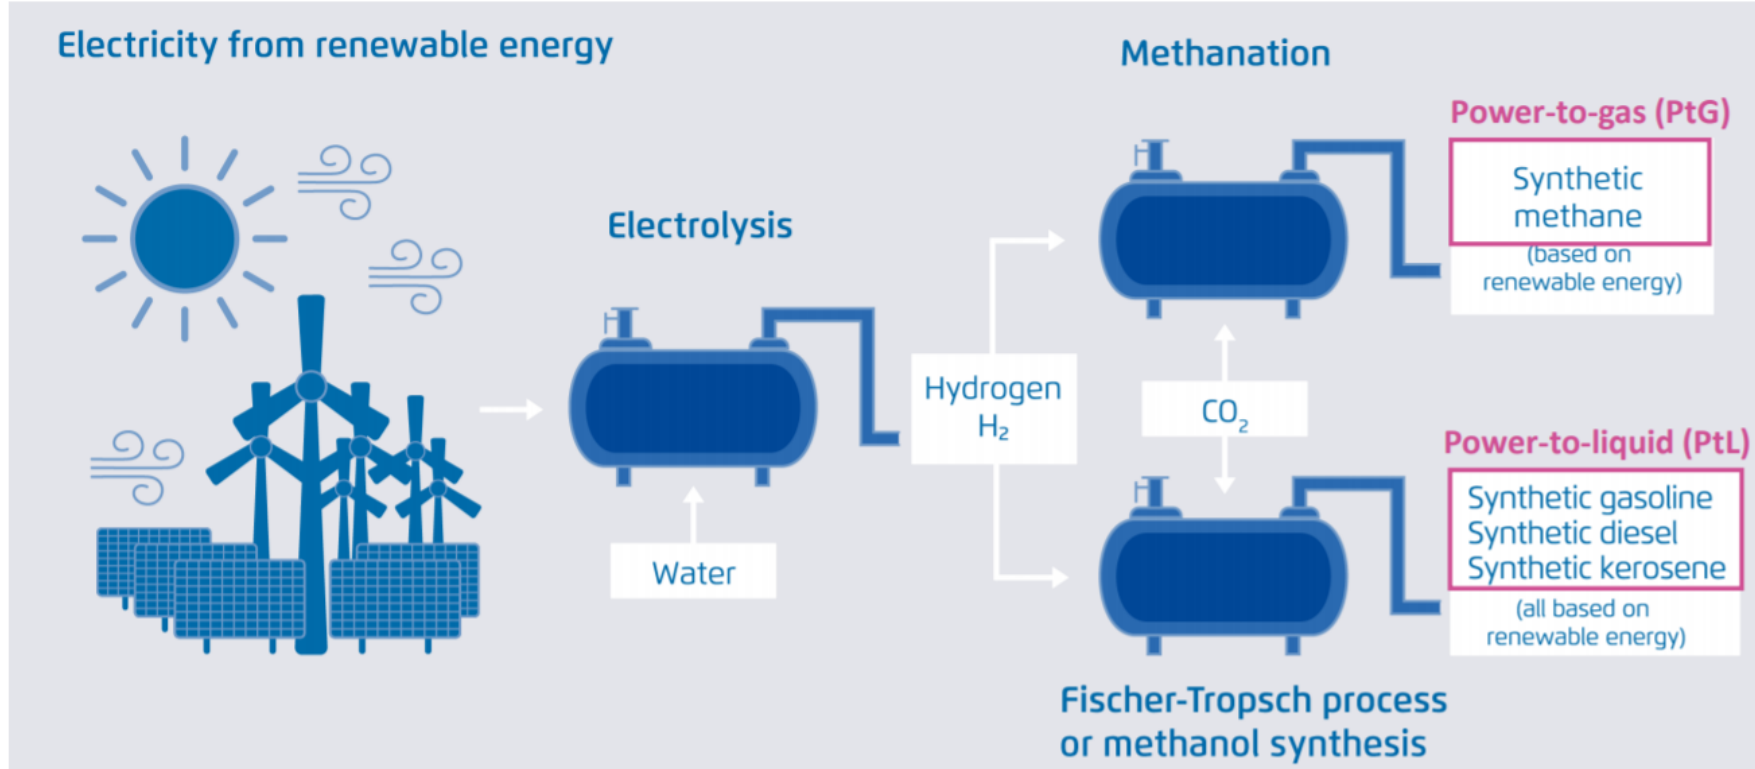 Electricity from renewable energy
Electrolysis
Water
Hydrogen
H₂
Methanation
CO₂
Power-to-gas (PtG)
Synthetic
methane
(based on
renewable energy)
Power-to-liquid (PtL)
Synthetic gasoline
Synthetic diesel
Synthetic kerosene
(all based on
renewable energy)
Fischer-Tropsch process
or methanol synthesis